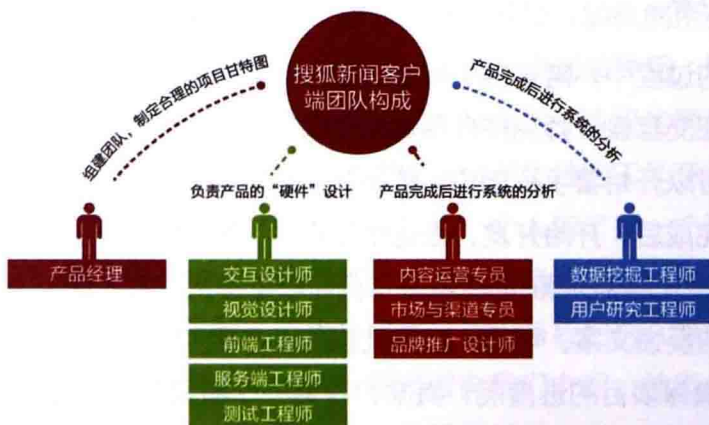 搜狐新闻客户
端团队构成
组建团队，制定合理的项目甘特图
产品完成后进行系统的分析
负责产品的“硬件”设计
产品完成后进行系统的分析
产品经理
交互设计师
视觉设计师
前端工程师
服务端工程师
测试工程师
内容运营专员
市场与渠道专员
品牌推广设计师
数据挖掘工程师
用户研究工程师